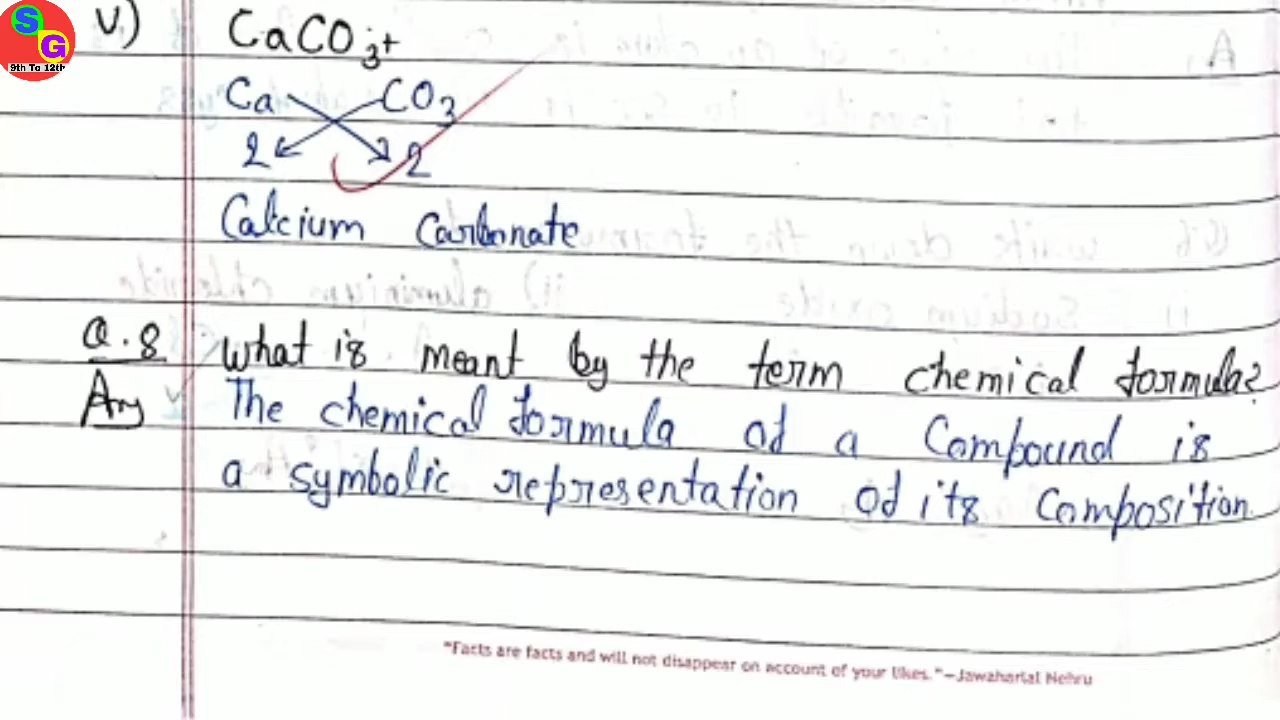 SG
9th To 12th
V) CaCO3+
Ca CO3
2 2
Calcium Carbonate
Q.8 What is meant by the term chemical formula?
Ans The chemical formula of a Compound is
a symbolic representation of its Composition
"Facts are facts and will not disappear on account of your likes."—Jawaharlal Nehru